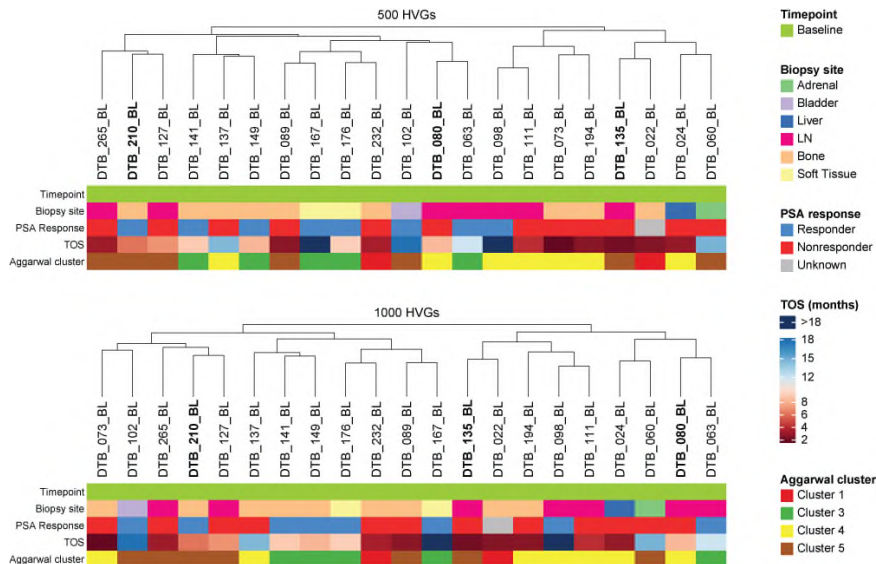 500 HVGs
DTB_265_BL
DTB_210_BL
DTB_127_BL
DTB_141_BL
DTB_137_BL
DTB_149_BL
DTB_089_BL
DTB_167_BL
DTB_176_BL
DTB_232_BL
DTB_102_BL
DTB_080_BL
DTB_063_BL
DTB_098_BL
DTB_111_BL
DTB_073_BL
DTB_194_BL
DTB_135_BL
DTB_022_BL
DTB_024_BL
DTB_060_BL
Timepoint
Biopsy site
PSA Response
TOS
Aggarwal cluster
1000 HVGs
DTB_073_BL
DTB_102_BL
DTB_265_BL
DTB_210_BL
DTB_127_BL
DTB_137_BL
DTB_141_BL
DTB_149_BL
DTB_176_BL
DTB_232_BL
DTB_089_BL
DTB_167_BL
DTB_135_BL
DTB_022_BL
DTB_194_BL
DTB_098_BL
DTB_111_BL
DTB_024_BL
DTB_060_BL
DTB_080_BL
DTB_063_BL
Timepoint
Biopsy site
PSA Response
TOS
Aggarwal cluster
Timepoint
Baseline
Biopsy site
Adrenal
Bladder
Liver
LN
Bone
Soft Tissue
PSA response
Responder
Nonresponder
Unknown
TOS (months)
>18
18
15
12
8
6
4
2
Aggarwal cluster
Cluster 1
Cluster 3
Cluster 4
Cluster 5